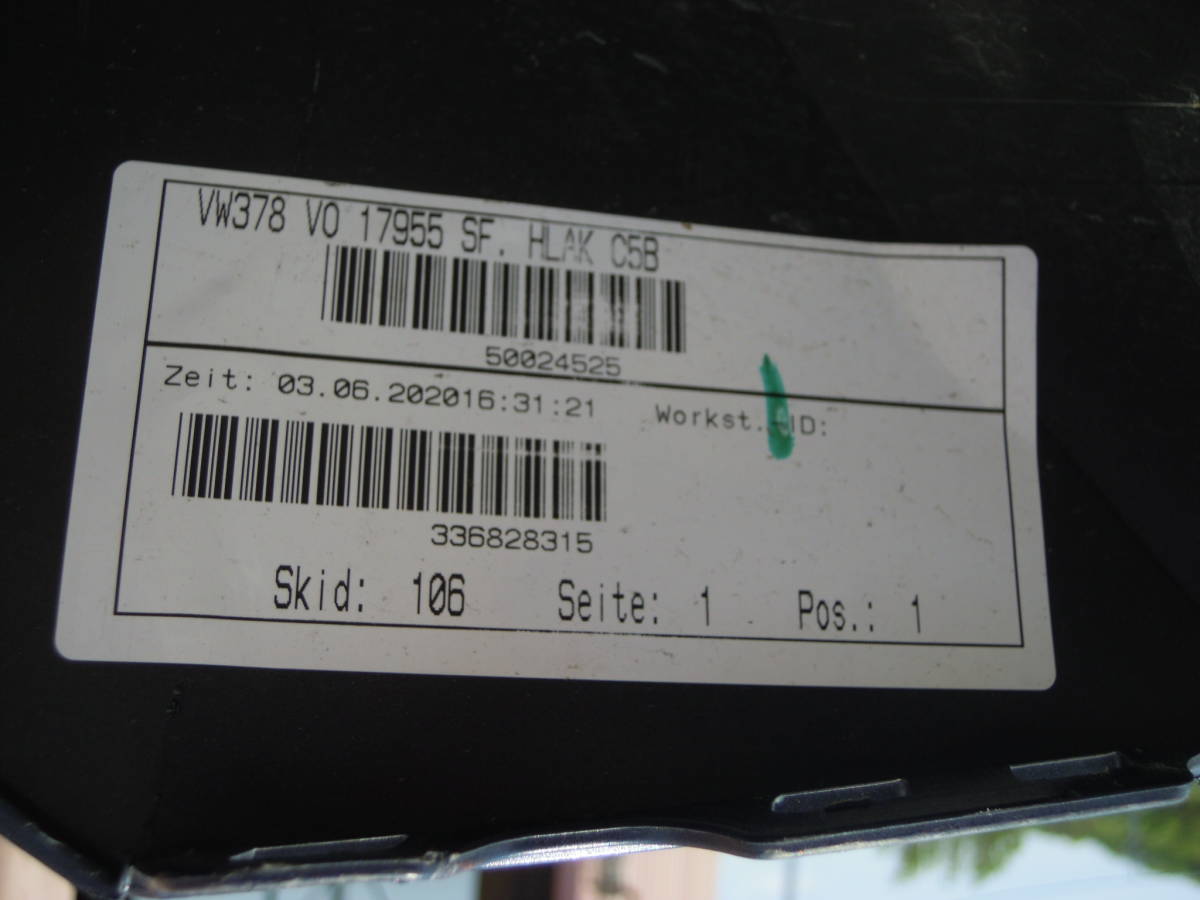 VW378 VO 17955 SF. HLAK C5B
50024525
Zeit: 03.06.202016:31:21 Workst.-ID:
336828315
Skid: 106 Seite: 1 Pos.: 1